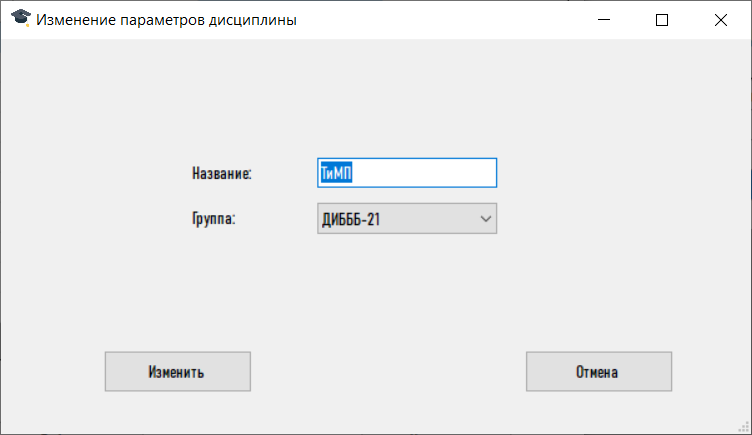 Изменение параметров дисциплины
Название: ТиМП
Группа: ДИБББ-21
Изменить Отмена